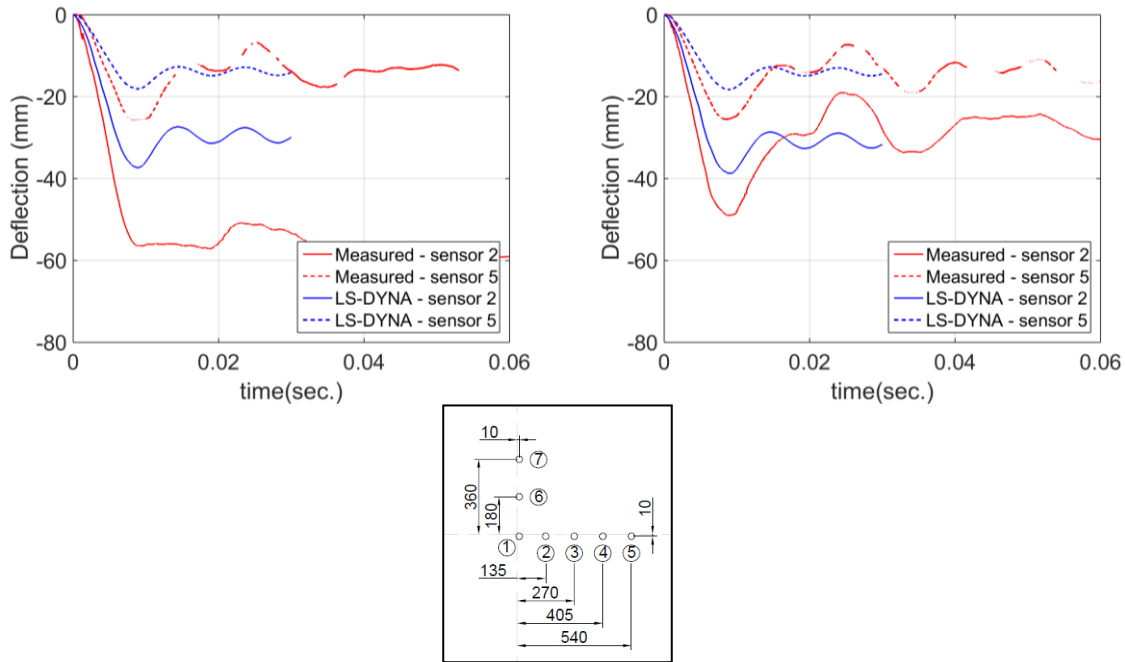 0
-20
-40
-60
-80
Deflection (mm)
0
0.02
0.04
0.06
time(sec.)
Measured - sensor 2
Measured - sensor 5
LS-DYNA - sensor 2
LS-DYNA - sensor 5
0
-20
-40
-60
-80
Deflection (mm)
0
0.02
0.04
0.06
time(sec.)
Measured - sensor 2
Measured - sensor 5
LS-DYNA - sensor 2
LS-DYNA - sensor 5
10
7
360
6
180
10
1
2
3
4
5
135
270
405
540